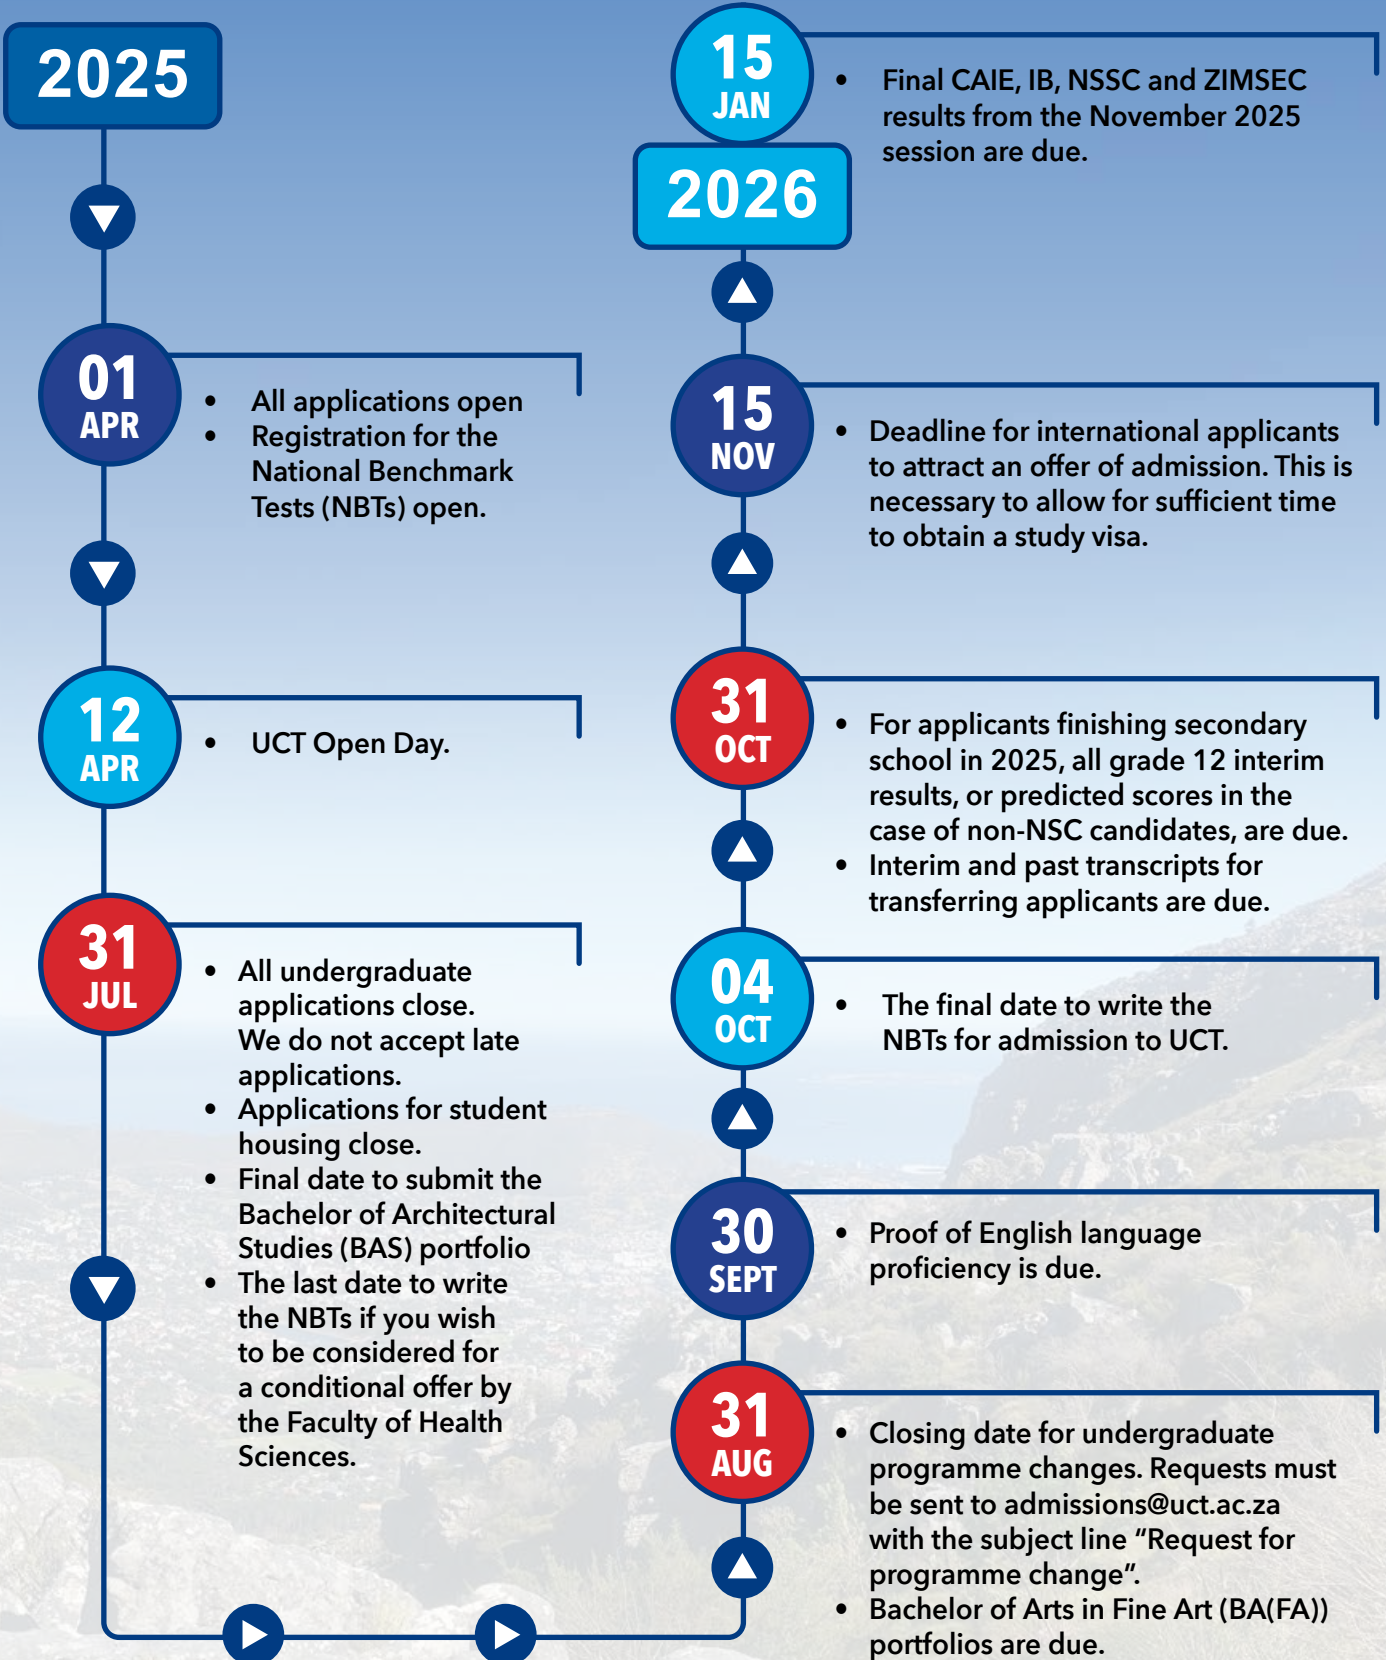 2025
01
APR
• All applications open
• Registration for the
National Benchmark
Tests (NBTs) open.
12
APR
• UCT Open Day.
31
JUL
• All undergraduate
applications close.
We do not accept late
applications.
• Applications for student
housing close.
• Final date to submit the
Bachelor of Architectural
Studies (BAS) portfolio
• The last date to write
the NBTs if you wish
to be considered for
a conditional offer by
the Faculty of Health
Sciences.
31
AUG
• Closing date for undergraduate
programme changes. Requests must
be sent to admissions@uct.ac.za
with the subject line “Request for
programme change”.
• Bachelor of Arts in Fine Art (BA(FA))
portfolios are due.
30
SEPT
• Proof of English language
proficiency is due.
04
OCT
• The final date to write the
NBTs for admission to UCT.
31
OCT
• For applicants finishing secondary
school in 2025, all grade 12 interim
results, or predicted scores in the
case of non-NSC candidates, are due.
• Interim and past transcripts for
transferring applicants are due.
15
NOV
• Deadline for international applicants
to attract an offer of admission. This is
necessary to allow for sufficient time
to obtain a study visa.
2026
15
JAN
• Final CAIE, IB, NSSC and ZIMSEC
results from the November 2025
session are due.